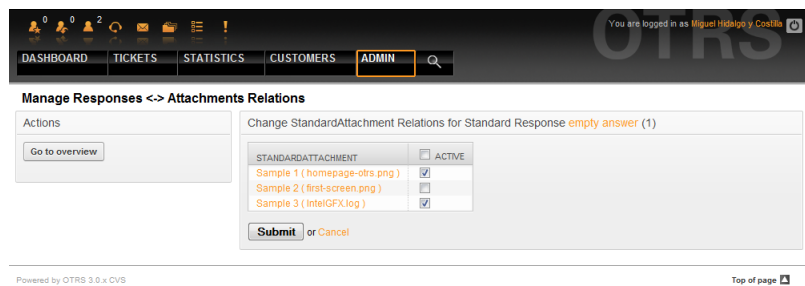 0 0 2
You are logged in as Miguel Hidalgo y Costilla
OTRS
DASHBOARD TICKETS STATISTICS CUSTOMERS ADMIN
Manage Responses <-> Attachments Relations
Actions
Go to overview
Change StandardAttachment Relations for Standard Response empty answer (1)
STANDARDATTACHMENT ACTIVE
Sample 1 ( homepage-otrs.png )
Sample 2 ( first-screen.png )
Sample 3 ( IntelGFX.log )
Submit or Cancel
Powered by OTRS 3.0.x CVS
Top of page